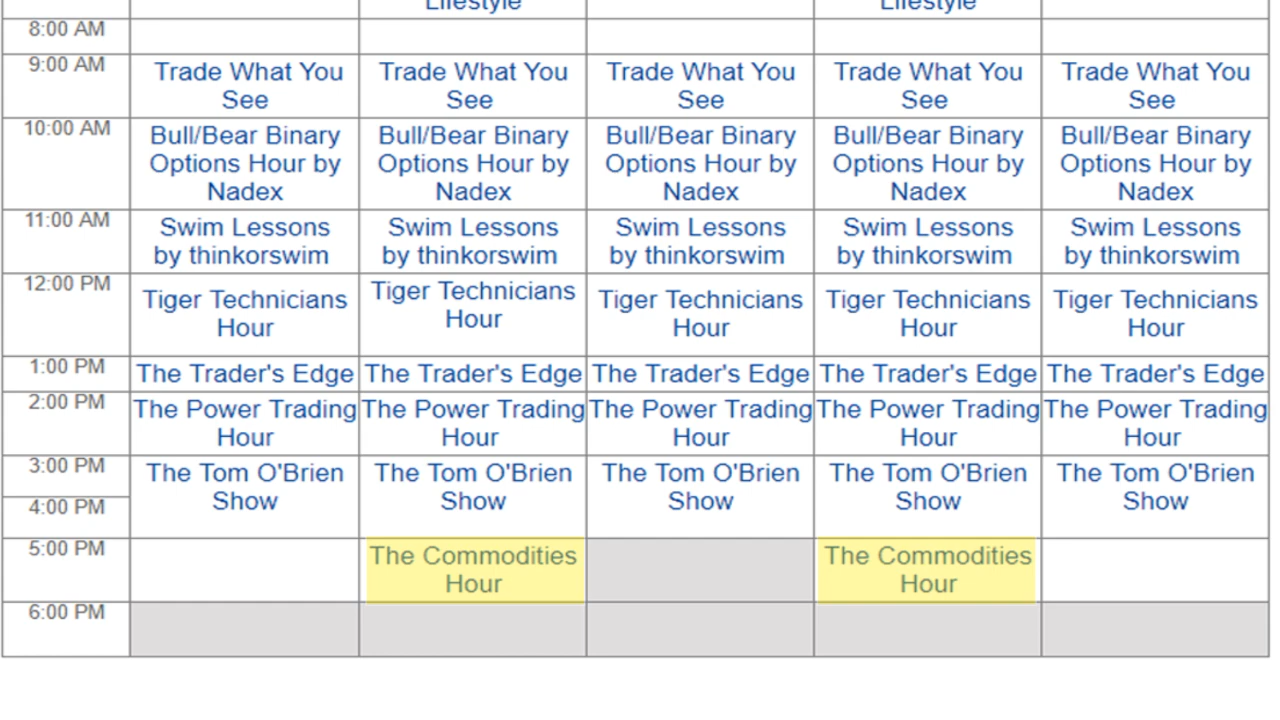 Lifestyle Lifestyle
8:00 AM
9:00 AM Trade What You Trade What You Trade What You Trade What You Trade What You
See See See See See
10:00 AM Bull/Bear Binary Bull/Bear Binary Bull/Bear Binary Bull/Bear Binary Bull/Bear Binary
Options Hour by Options Hour by Options Hour by Options Hour by Options Hour by
Nadex Nadex Nadex Nadex Nadex
11:00 AM Swim Lessons Swim Lessons Swim Lessons Swim Lessons Swim Lessons
by thinkorswim by thinkorswim by thinkorswim by thinkorswim by thinkorswim
12:00 PM Tiger Technicians Tiger Technicians Tiger Technicians Tiger Technicians Tiger Technicians
Hour Hour Hour Hour Hour
1:00 PM The Trader's Edge The Trader's Edge The Trader's Edge The Trader's Edge The Trader's Edge
2:00 PM The Power Trading The Power Trading The Power Trading The Power Trading The Power Trading
Hour Hour Hour Hour Hour
3:00 PM The Tom O'Brien The Tom O'Brien The Tom O'Brien The Tom O'Brien The Tom O'Brien
4:00 PM Show Show Show Show Show
5:00 PM The Commodities The Commodities
Hour Hour
6:00 PM